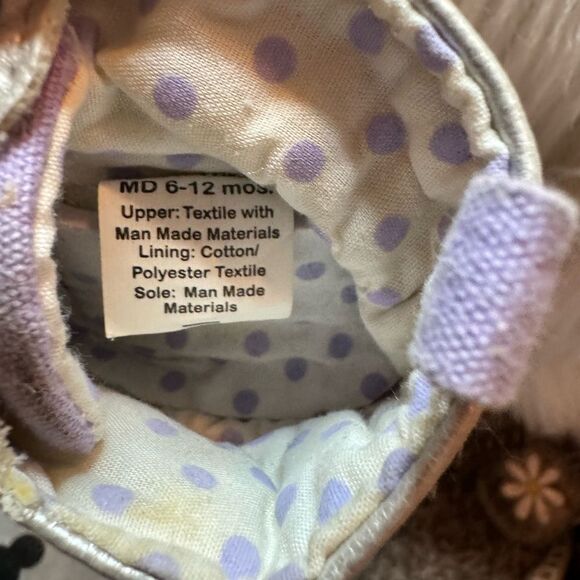 MD 6-12 mos.
Upper: Textile with
Man Made Materials
Lining: Cotton/
Polyester Textile
Sole: Man Made
Materials